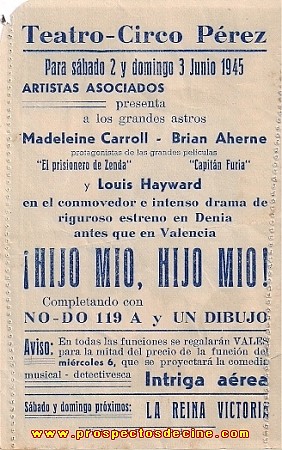 Teatro-Circo Pérez
Para sábado 2 y domingo 3 Junio 1945
ARTISTAS ASOCIADOS
presenta
a los grandes astros
Madeleine Carroll - Brian Aherne
protagonistas de las grandes películas
"El prisionero de Zenda" "Capitán Furia"
y Louis Hayward
en el conmovedor e intenso drama de
riguroso estreno en Denia
antes que en Valencia
¡HIJO MIO, HIJO MIO!
Completando con
NO-DO 119 A y UN DIBUJO
Aviso: En todas las funciones se regalarán VALES
para la mitad del precio de la función del
miércoles 6, que se proyectará la comedia
musical - detectivesca Intriga aérea
Sábado y domingo próximos: LA REINA VICTORIA
www.prospectosdecine.com